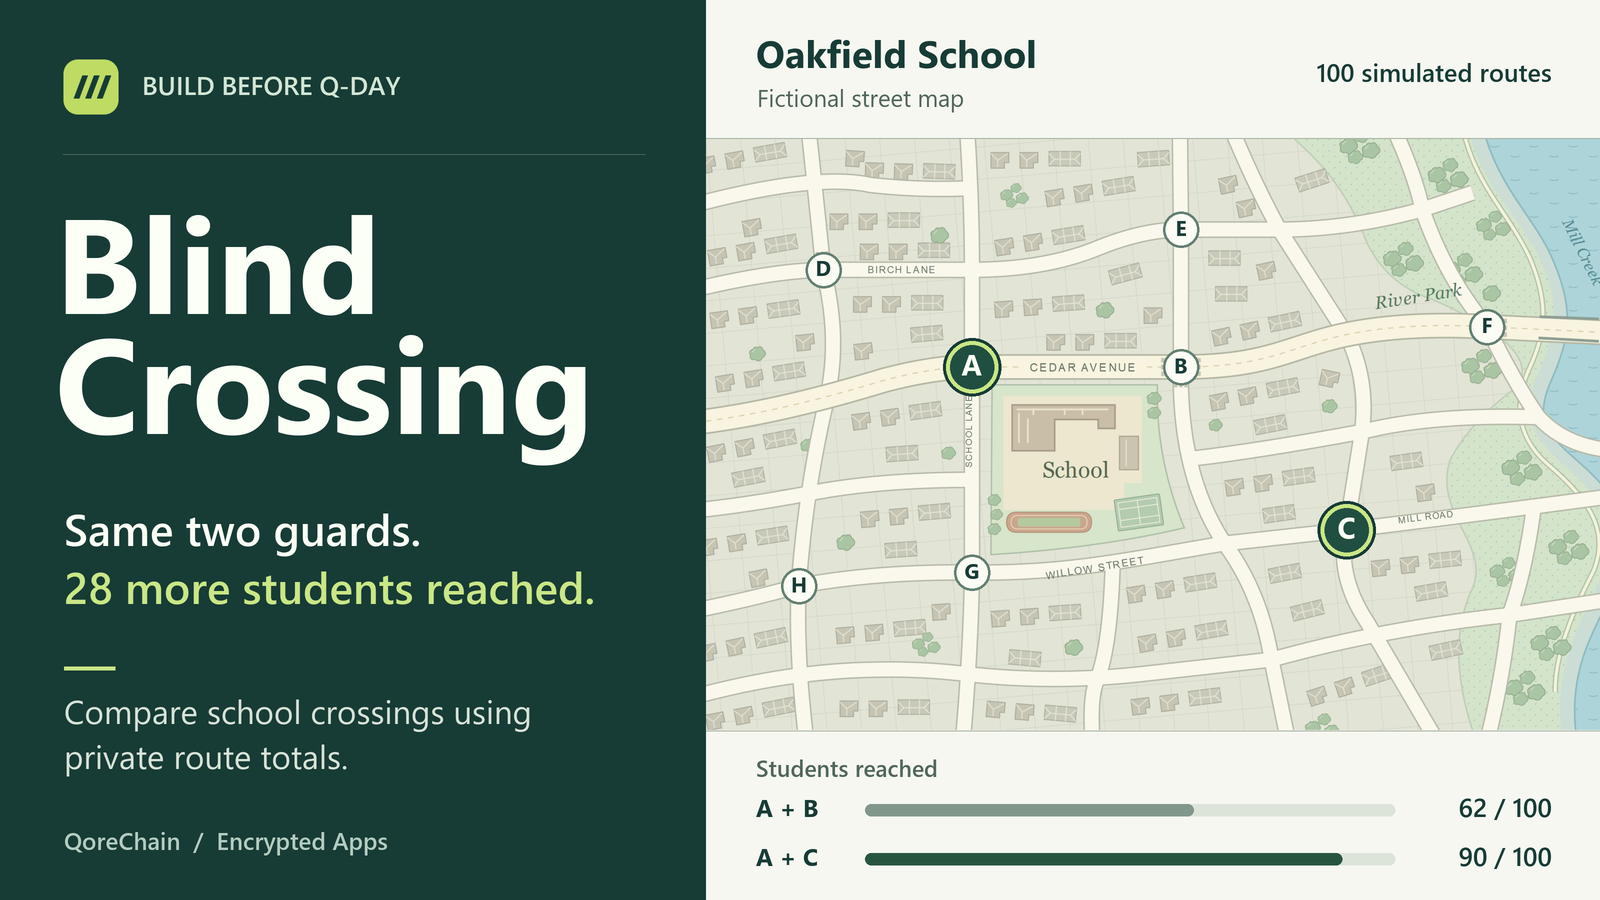 BUILD BEFORE Q-DAY
Blind
Crossing
Same two guards.
28 more students reached.
Compare school crossings using
private route totals.
QoreChain / Encrypted Apps
Oakfield School
Fictional street map
100 simulated routes
E
D
BIRCH LANE
Mill Creek
River Park
F
A
CEDAR AVENUE
B
SCHOOL LANE
School
C
MILL ROAD
WILLOW STREET
G
H
Students reached
A + B
62 / 100
A + C
90 / 100